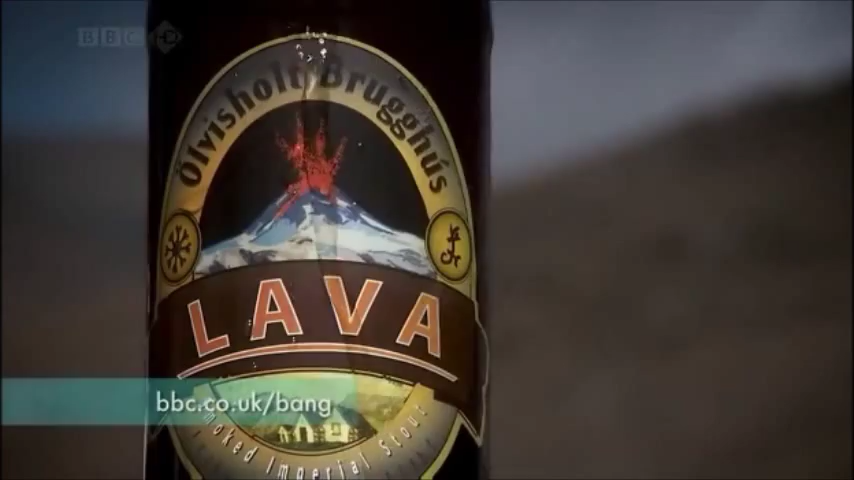 BBC HD
Ölvisholt Brugghús
LAVA
bbc.co.uk/bang
Smoked Imperial Stout